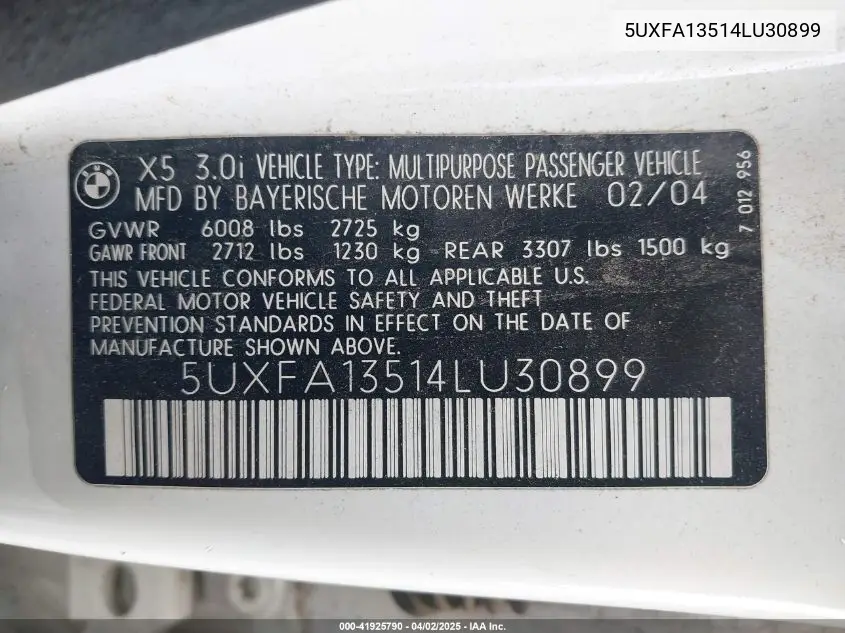 5UXFA13514LU30899
BMW
X5 3.0i VEHICLE TYPE: MULTIPURPOSE PASSENGER VEHICLE
MFD BY BAYERISCHE MOTOREN WERKE 02/04
7 012 956
GVWR 6008 lbs 2725 kg
GAWR FRONT 2712 lbs 1230 kg - REAR 3307 lbs 1500 kg
THIS VEHICLE CONFORMS TO ALL APPLICABLE U.S.
FEDERAL MOTOR VEHICLE SAFETY AND THEFT
PREVENTION STANDARDS IN EFFECT ON THE DATE OF
MANUFACTURE SHOWN ABOVE.
5UXFA13514LU30899
000-41925790 - 04/02/2025 - IAA Inc.